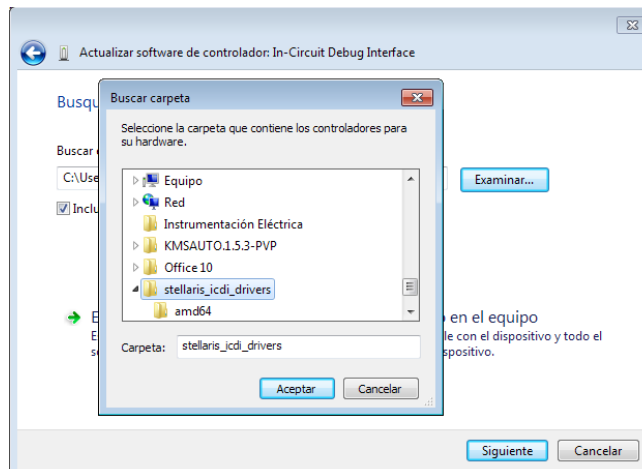 Actualizar software de controlador: In-Circuit Debug Interface
Busqu
Buscar carpeta
Seleccione la carpeta que contiene los controladores para
su hardware.
Buscar
C:\Use
Examinar...
Inclu
Equipo
Red
Instrumentación Eléctrica
KMSAUTO.1.5.3-PVP
Office 10
stellaris_icdi_drivers
amd64
Carpeta: stellaris_icdi_drivers
Aceptar Cancelar
en el equipo
le con el dispositivo y todo el
spositivo.
Siguiente Cancelar